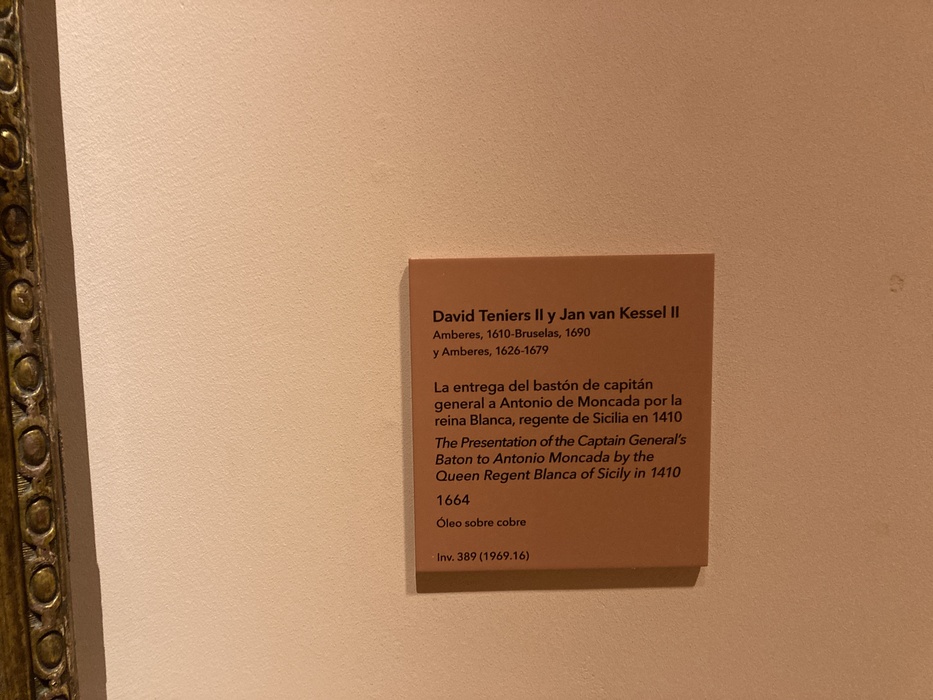 David Teniers II y Jan van Kessel II
Amberes, 1610-Bruselas, 1690
y Amberes, 1626-1679
La entrega del bastón de capitán
general a Antonio de Moncada por la
reina Blanca, regente de Sicilia en 1410
The Presentation of the Captain General's
Baton to Antonio Moncada by the
Queen Regent Blanca of Sicily in 1410
1664
Óleo sobre cobre
Inv. 389 (1969.16)